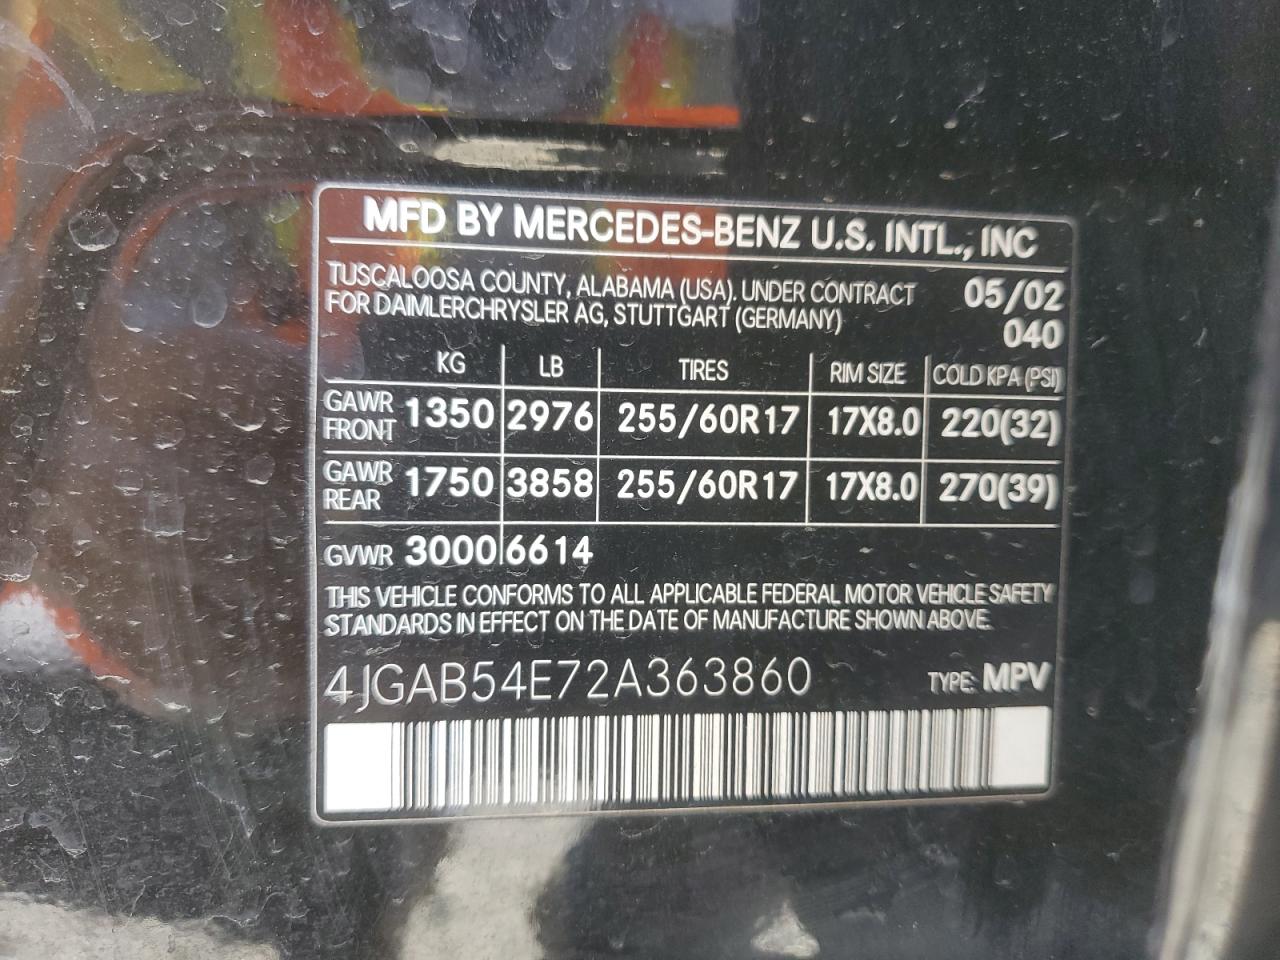 MFD BY MERCEDES-BENZ U.S. INTL., INC
TUSCALOOSA COUNTY, ALABAMA (USA). UNDER CONTRACT 05/02
FOR DAIMLERCHRYSLER AG, STUTTGART (GERMANY) 040
KG LB TIRES RIM SIZE COLD KPA (PSI)
GAWR FRONT 1350 2976 255/60R17 17X8.0 220(32)
GAWR REAR 1750 3858 255/60R17 17X8.0 270(39)
GVWR 3000 6614
THIS VEHICLE CONFORMS TO ALL APPLICABLE FEDERAL MOTOR VEHICLE SAFETY
STANDARDS IN EFFECT ON THE DATE OF MANUFACTURE SHOWN ABOVE.
4JGAB54E72A363860 TYPE: MPV